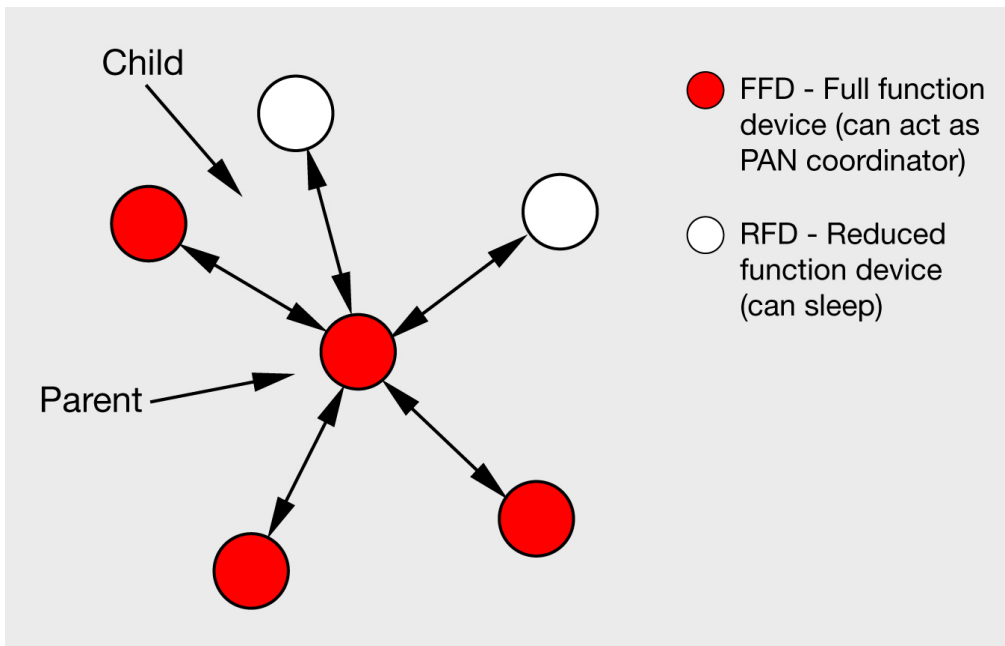 Child
FFD - Full function
device (can act as
PAN coordinator)
RFD - Reduced
function device
(can sleep)
Parent